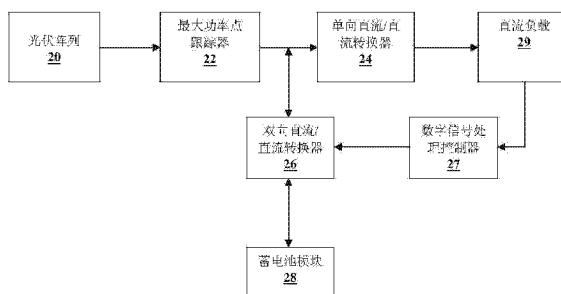 光伏阵列
20
最大功率点
跟踪器
22
单向直流/直
流转换器
24
直流负载
29
双向直流/
直流转换器
26
数字信号处
理控制器
27
蓄电池模块
28